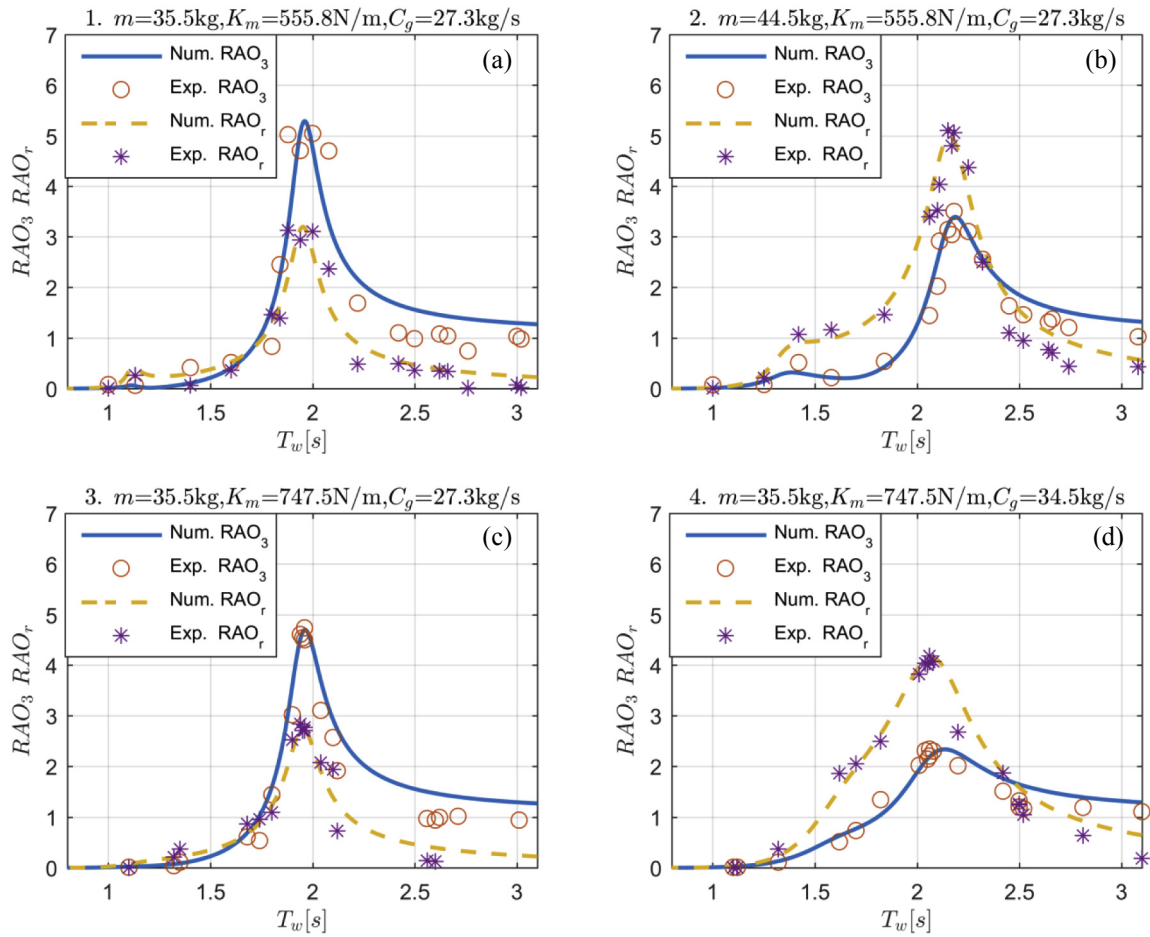 1. m=35.5kg,K_m=555.8N/m,C_g=27.3kg/s
(a)
Num. RAO_3
Exp. RAO_3
Num. RAO_r
Exp. RAO_r
RAO_3 RAO_r
0 1 2 3 4 5 6 7
1 1.5 2 2.5 3
T_w[s]
2. m=44.5kg,K_m=555.8N/m,C_g=27.3kg/s
(b)
Num. RAO_3
Exp. RAO_3
Num. RAO_r
Exp. RAO_r
RAO_3 RAO_r
0 1 2 3 4 5 6 7
1 1.5 2 2.5 3
T_w[s]
3. m=35.5kg,K_m=747.5N/m,C_g=27.3kg/s
(c)
Num. RAO_3
Exp. RAO_3
Num. RAO_r
Exp. RAO_r
RAO_3 RAO_r
0 1 2 3 4 5 6 7
1 1.5 2 2.5 3
T_w[s]
4. m=35.5kg,K_m=747.5N/m,C_g=34.5kg/s
(d)
Num. RAO_3
Exp. RAO_3
Num. RAO_r
Exp. RAO_r
RAO_3 RAO_r
0 1 2 3 4 5 6 7
1 1.5 2 2.5 3
T_w[s]